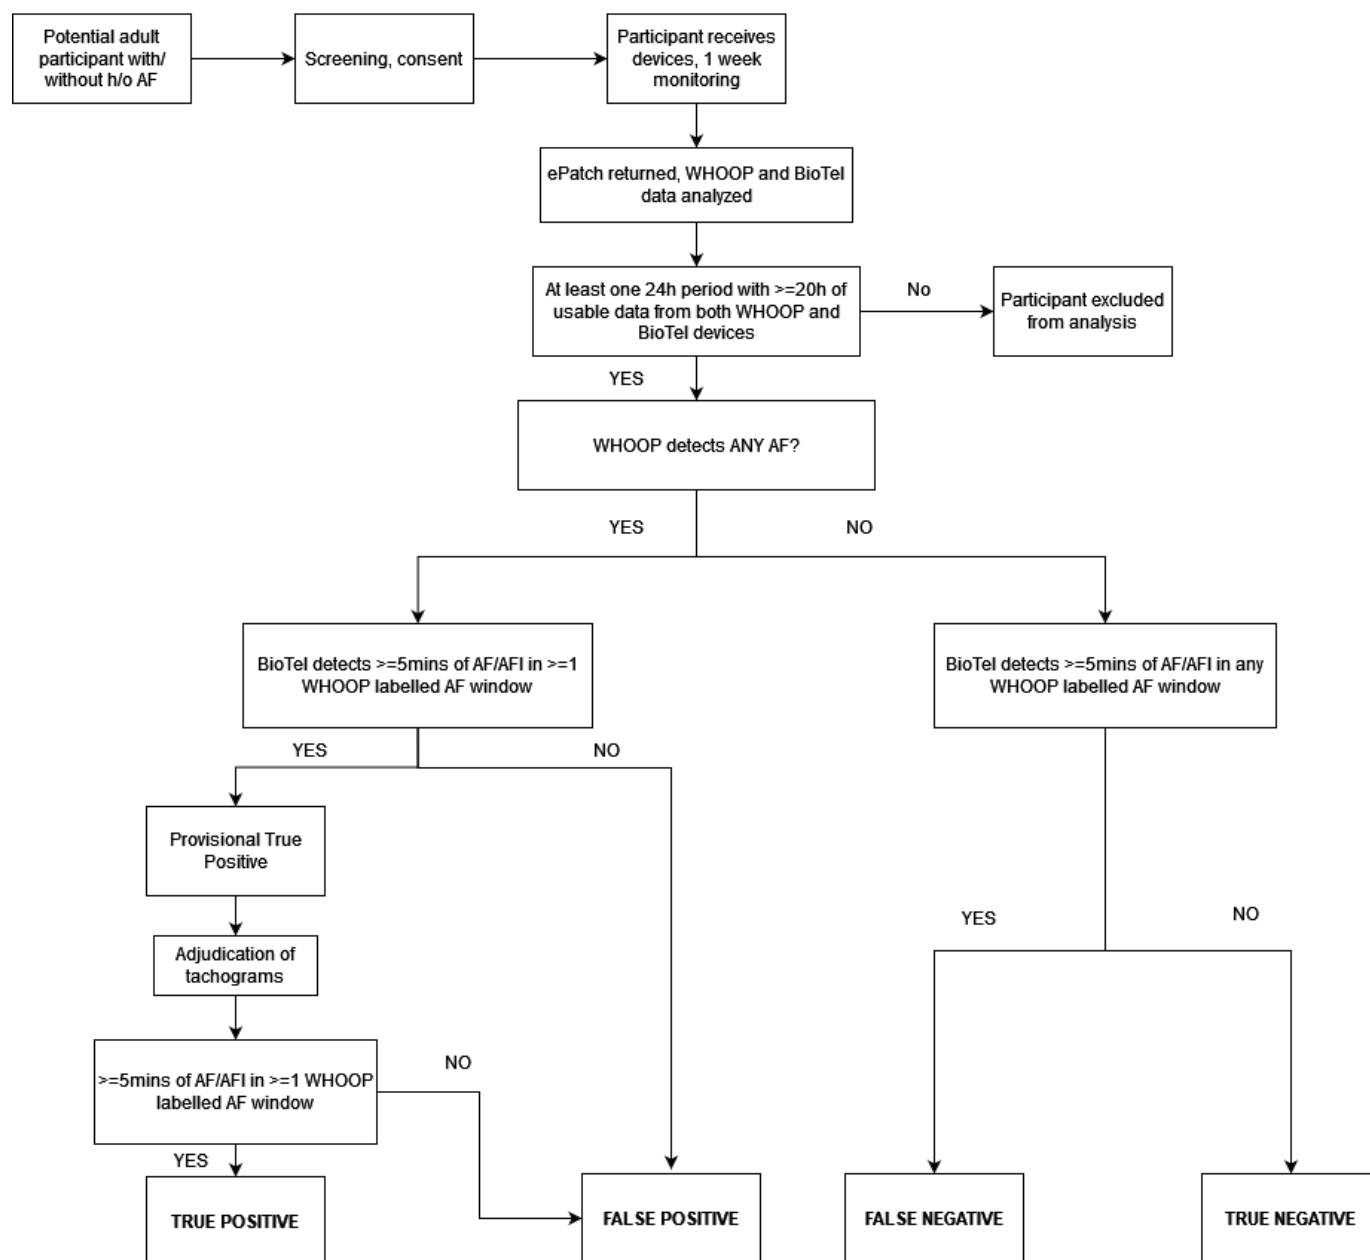 Potential adult
participant with/
without h/o AF
Screening, consent
Participant receives
devices, 1 week
monitoring
ePatch returned, WHOOP and BioTel
data analyzed
At least one 24h period with >=20h of
usable data from both WHOOP and
BioTel devices
No
Participant excluded
from analysis
YES
WHOOP detects ANY AF?
YES
NO
BioTel detects >=5mins of AF/AFl in >=1
WHOOP labelled AF window
BioTel detects >=5mins of AF/AFl in any
WHOOP labelled AF window
YES
NO
Provisional True
Positive
YES
NO
Adjudication of
tachograms
>=5mins of AF/AFl in >=1 WHOOP
labelled AF window
NO
YES
TRUE POSITIVE
FALSE POSITIVE
FALSE NEGATIVE
TRUE NEGATIVE